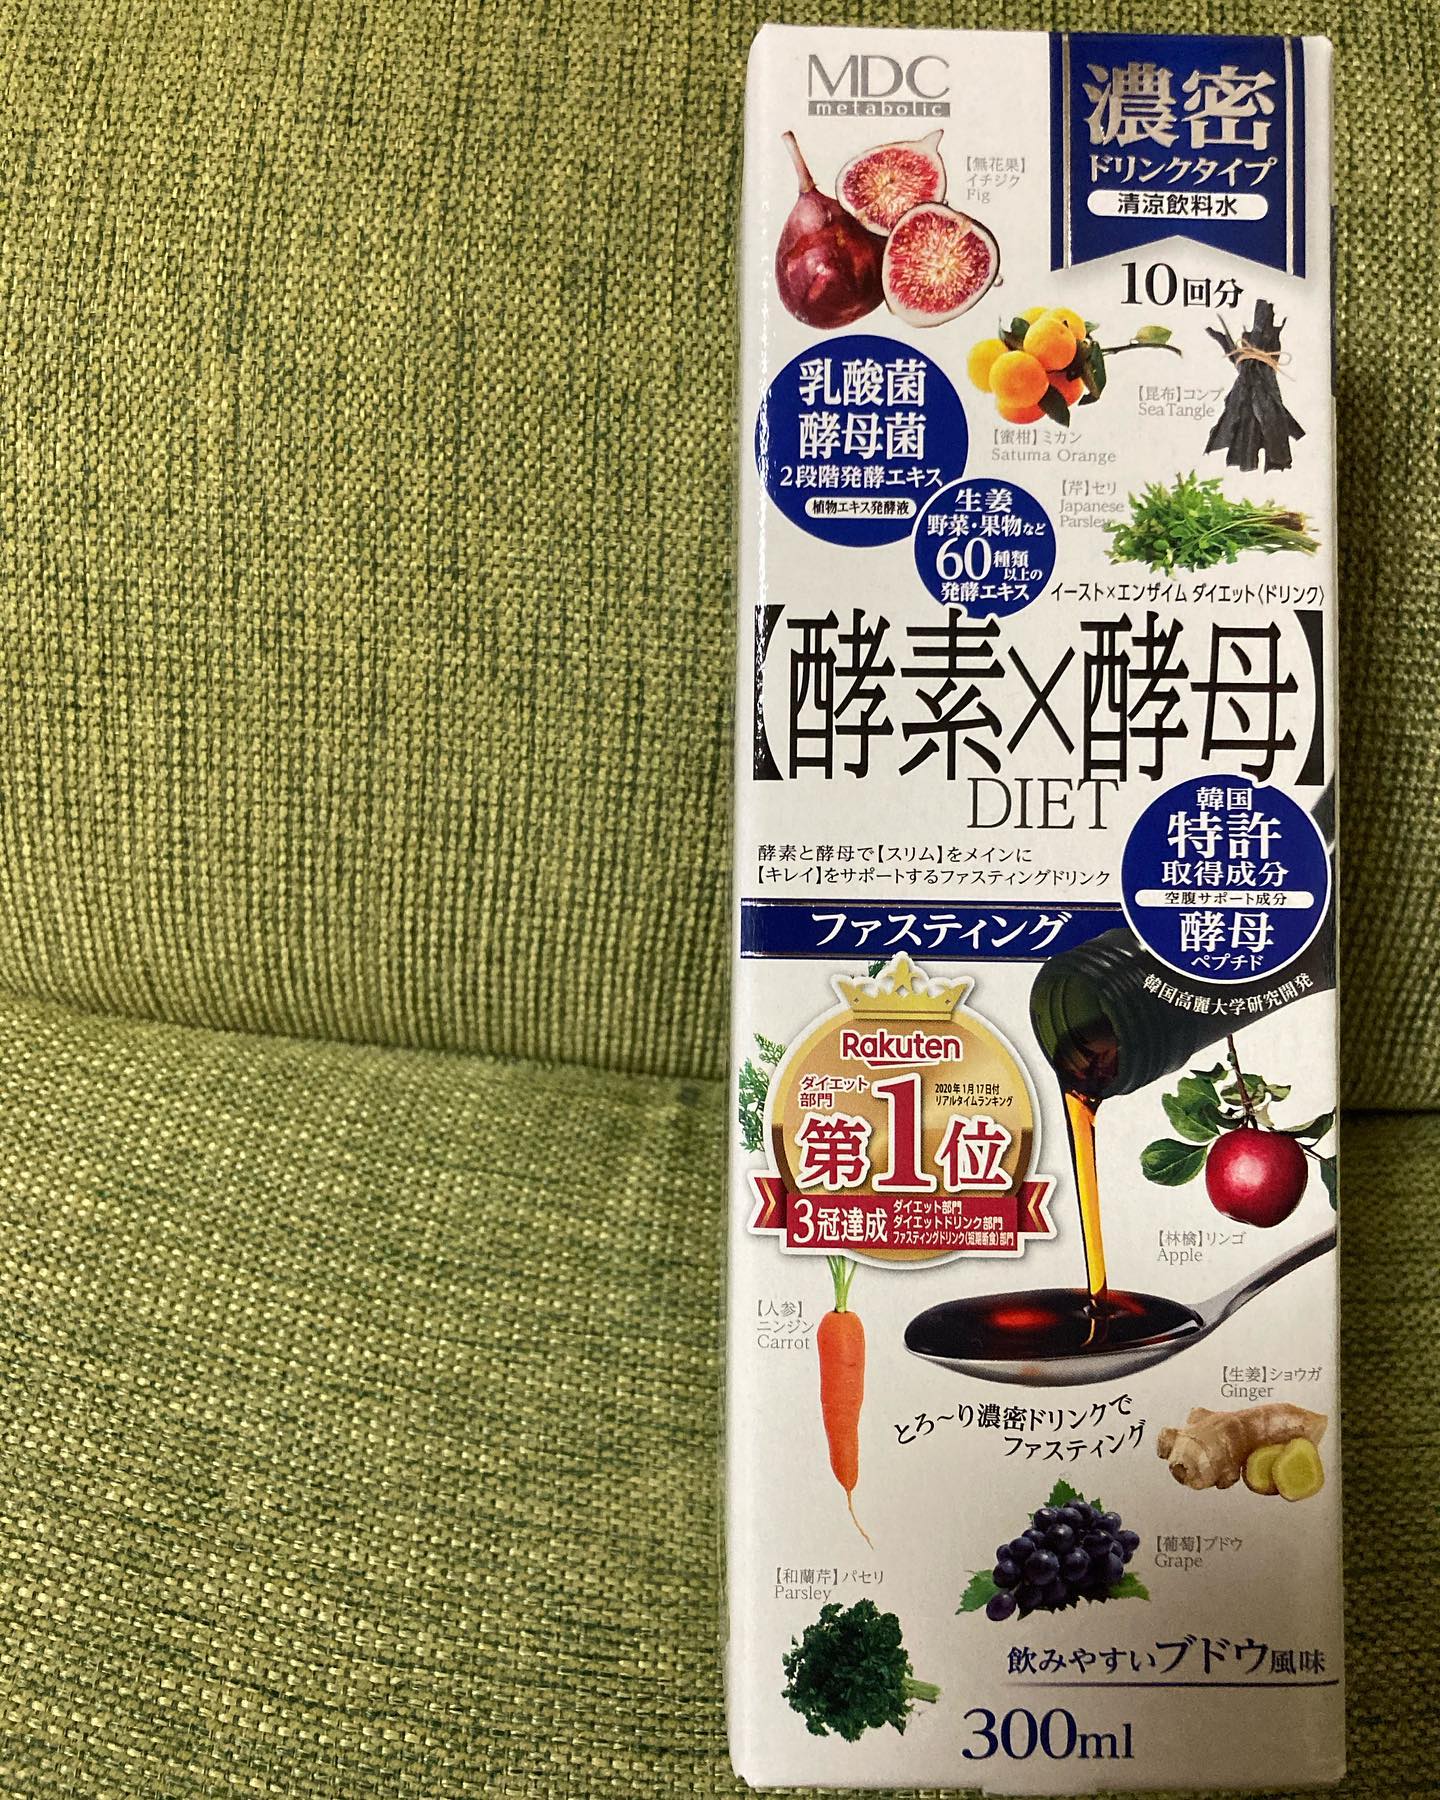 MDC
metabolic
濃密
ドリンクタイプ
清涼飲料水
10回分
【無花果】
イチジク
Fig
【蜜柑】ミカン
Satuma Orange
【昆布】コンブ
Sea Tangle
乳酸菌
酵母菌
2段階発酵エキス
植物エキス発酵液
生姜
野菜・果物など
60種類
以上の
発酵エキス
【芹】セリ
Japanese
Parsley
イースト×エンザイム ダイエット〈ドリンク〉
【酵素×酵母】
DIET
酵素と酵母で【スリム】をメインに
【キレイ】をサポートするファスティングドリンク
韓国
特許
取得成分
空腹サポート成分
酵母
ペプチド
韓国高麗大学研究開発
ファスティング
Rakuten
ダイエット
部門
2020年1月17日付
リアルタイムランキング
第1位
3冠達成
ダイエット部門
ダイエットドリンク部門
ファスティングドリンク(短期断食)部門
【林檎】リンゴ
Apple
【人参】
ニンジン
Carrot
【生姜】ショウガ
Ginger
とろ〜り濃密ドリンクで
ファスティング
【葡萄】ブドウ
Grape
【和蘭芹】パセリ
Parsley
飲みやすいブドウ風味
300ml